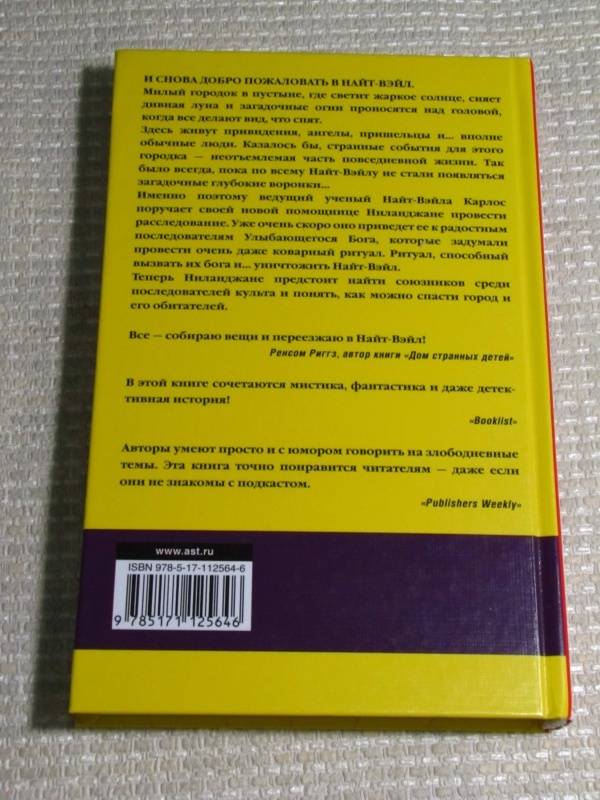 И СНОВА ДОБРО ПОЖАЛОВАТЬ В НАЙТ-ВЭЙЛ.
Милый городок в пустыне, где светит жаркое солнце, сияет
дивная луна и загадочные огни проносятся над головой,
когда все делают вид, что спят.
Здесь живут привидения, ангелы, пришельцы и... вполне
обычные люди. Казалось бы, странные события для этого
городка — неотъемлемая часть повседневной жизни. Так
было всегда, пока по всему Найт-Вэйлу не стали появляться
загадочные глубокие воронки...
Именно поэтому ведущий ученый Найт-Вэйла Карлос
поручает своей новой помощнице Ниланджане провести
расследование. Уже очень скоро оно приведет ее к радостным
последователям Улыбающегося Бога, которые задумали
провести очень даже коварный ритуал. Ритуал, способный
вызвать их бога и... уничтожить Найт-Вэйл.
Теперь Ниланджане предстоит найти союзников среди
последователей культа и понять, как можно спасти город и
его обитателей.
Все — собираю вещи и переезжаю в Найт-Вэйл!
Ренсом Риггз, автор книги «Дом странных детей»
В этой книге сочетаются мистика, фантастика и даже детек-
тивная история!
«Booklist»
Авторы умеют просто и с юмором говорить на злободневные
темы. Эта книга точно понравится читателям — даже если
они не знакомы с подкастом.
«Publishers Weekly»
www.ast.ru
ISBN 978-5-17-112564-6
9 785171 125646